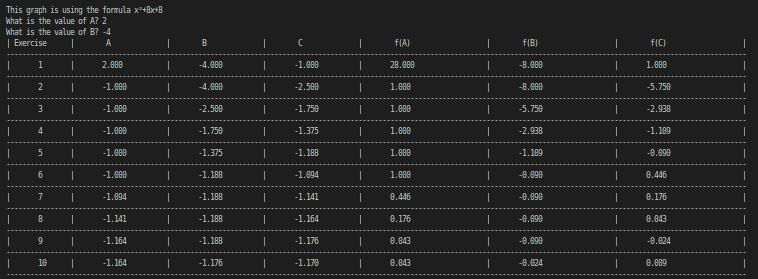 This graph is using the formula x²+8x+8
What is the value of A? 2
What is the value of B? -4
| Exercise | A | B | C | f(A) | f(B) | f(C) |
| 1 | 2.000 | -4.000 | -1.000 | 28.000 | -8.000 | 1.000 |
| 2 | -1.000 | -4.000 | -2.500 | 1.000 | -8.000 | -5.750 |
| 3 | -1.000 | -2.500 | -1.750 | 1.000 | -5.750 | -2.938 |
| 4 | -1.000 | -1.750 | -1.375 | 1.000 | -2.938 | -1.109 |
| 5 | -1.000 | -1.375 | -1.188 | 1.000 | -1.109 | -0.090 |
| 6 | -1.000 | -1.188 | -1.094 | 1.000 | -0.090 | 0.446 |
| 7 | -1.094 | -1.188 | -1.141 | 0.446 | -0.090 | 0.176 |
| 8 | -1.141 | -1.188 | -1.164 | 0.176 | -0.090 | 0.043 |
| 9 | -1.164 | -1.188 | -1.176 | 0.043 | -0.090 | -0.024 |
| 10 | -1.164 | -1.176 | -1.170 | 0.043 | -0.024 | 0.009 |